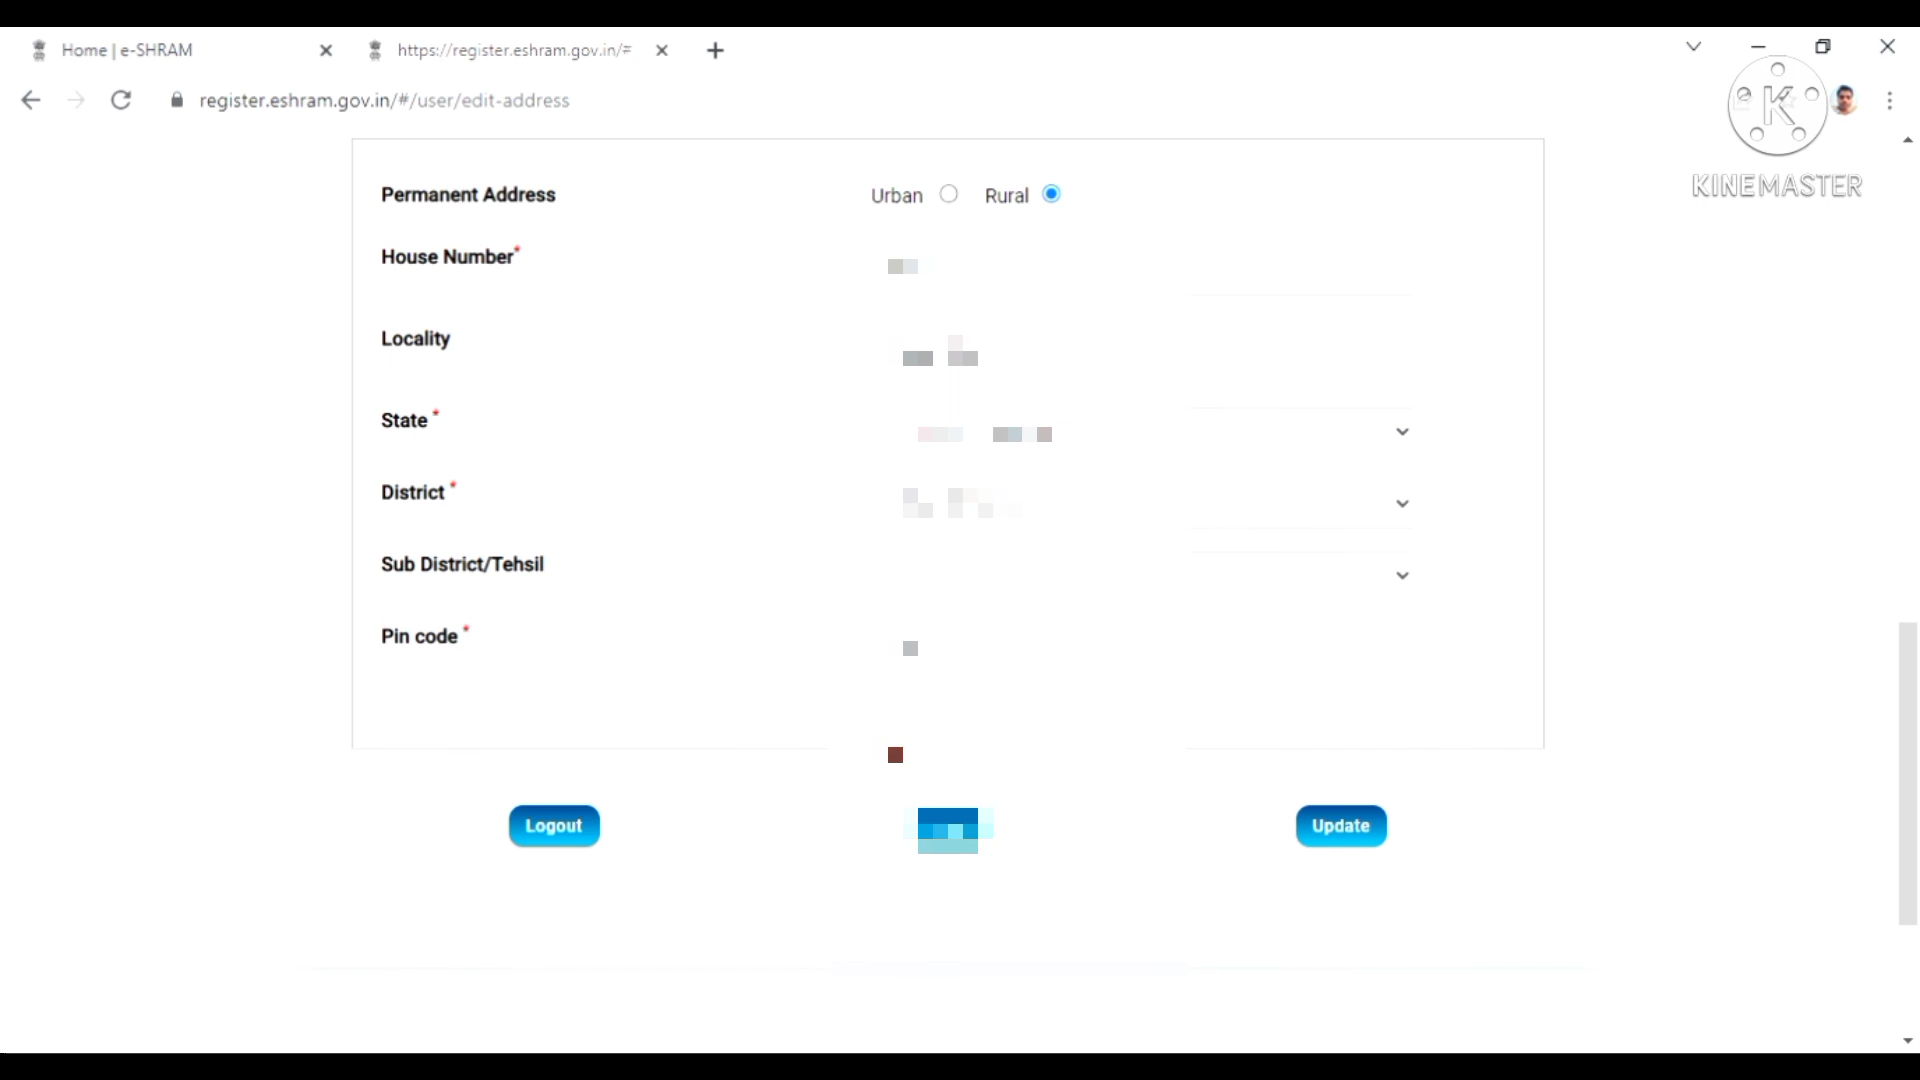 Home | e-SHRAM
https://register.eshram.gov.in/#
register.eshram.gov.in/#/user/edit-address
K
KINEMASTER
Permanent Address
Urban Rural
House Number*
Locality
State *
District *
Sub District/Tehsil
Pin code *
Logout
Update